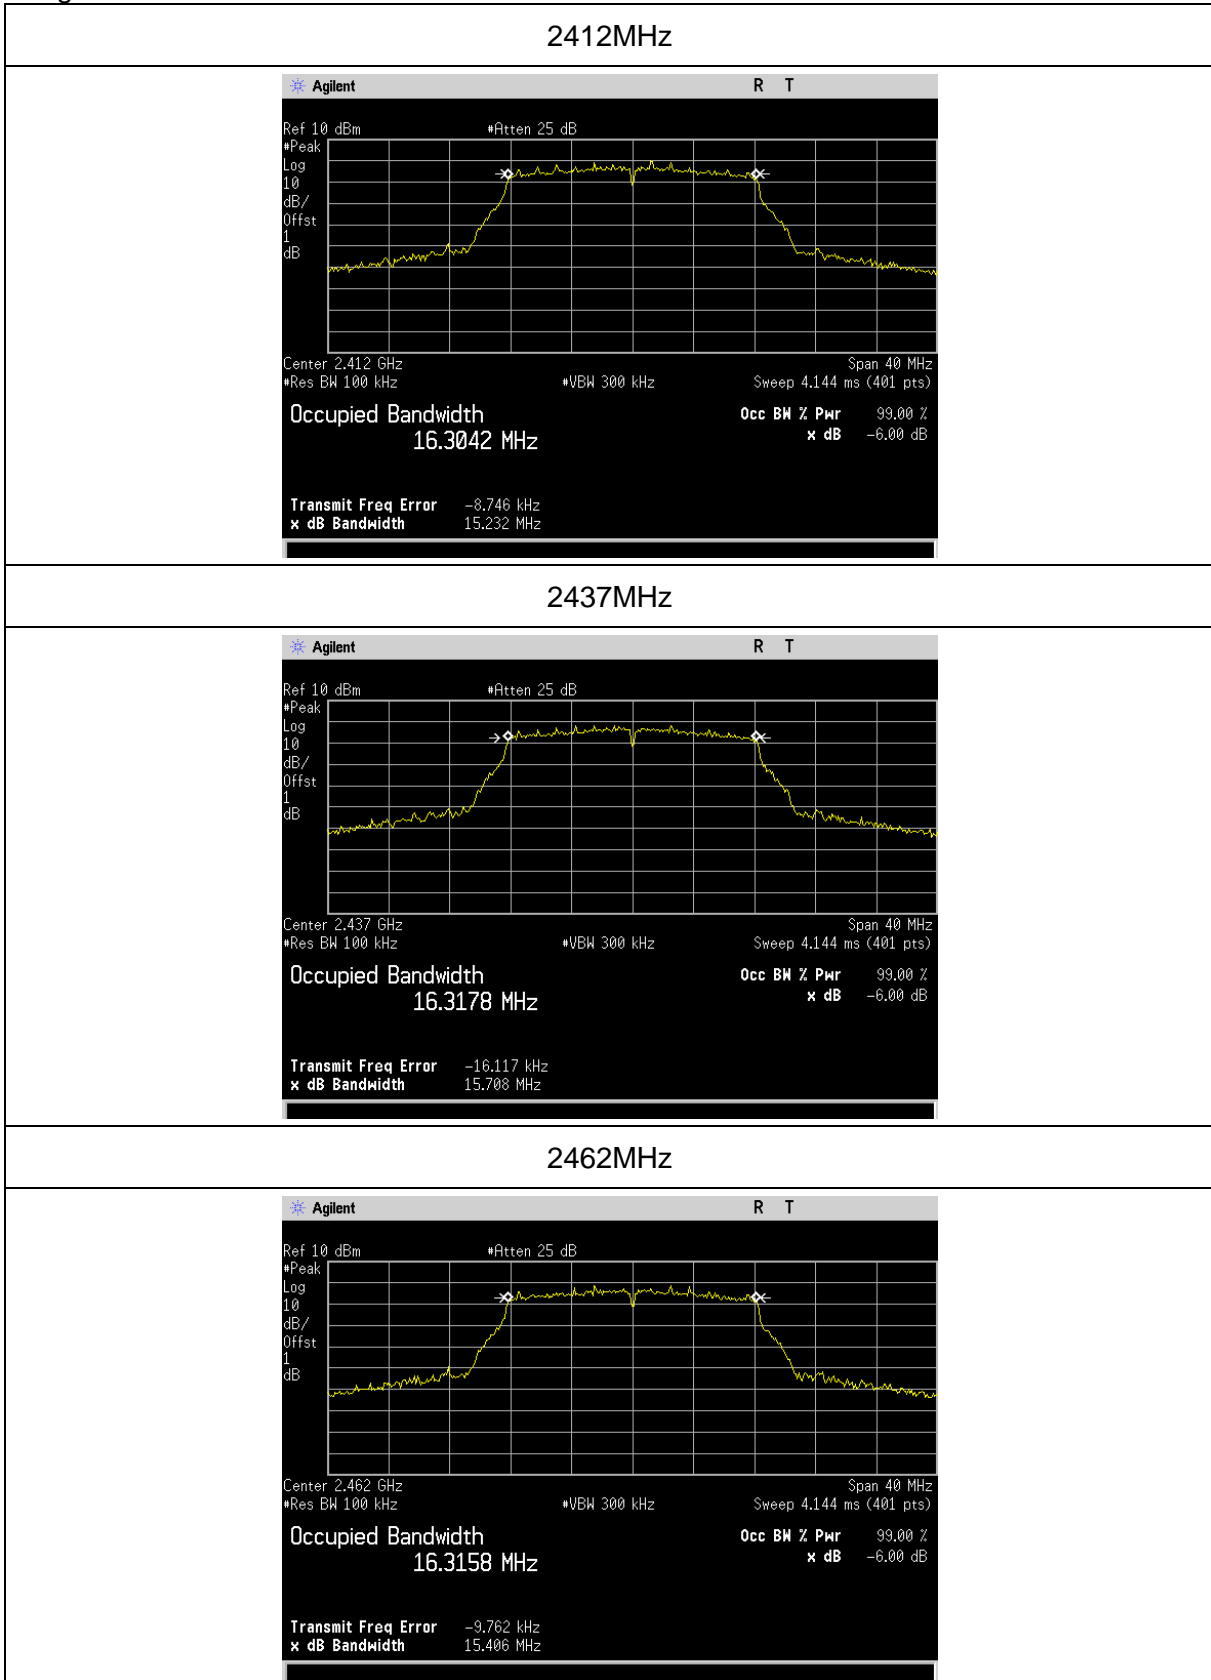 2412MHz
Agilent R T
Ref 10 dBm #Atten 25 dB
#Peak
Log
10
dB/
Offst
1
dB
Center 2.412 GHz Span 40 MHz
#Res BW 100 kHz #VBW 300 kHz Sweep 4.144 ms (401 pts)
Occupied Bandwidth Occ BW % Pwr 99.00 %
16.3042 MHz x dB -6.00 dB
Transmit Freq Error -8.746 kHz
x dB Bandwidth 15.232 MHz
2437MHz
Agilent R T
Ref 10 dBm #Atten 25 dB
#Peak
Log
10
dB/
Offst
1
dB
Center 2.437 GHz Span 40 MHz
#Res BW 100 kHz #VBW 300 kHz Sweep 4.144 ms (401 pts)
Occupied Bandwidth Occ BW % Pwr 99.00 %
16.3178 MHz x dB -6.00 dB
Transmit Freq Error -16.117 kHz
x dB Bandwidth 15.708 MHz
2462MHz
Agilent R T
Ref 10 dBm #Atten 25 dB
#Peak
Log
10
dB/
Offst
1
dB
Center 2.462 GHz Span 40 MHz
#Res BW 100 kHz #VBW 300 kHz Sweep 4.144 ms (401 pts)
Occupied Bandwidth Occ BW % Pwr 99.00 %
16.3158 MHz x dB -6.00 dB
Transmit Freq Error -9.762 kHz
x dB Bandwidth 15.406 MHz